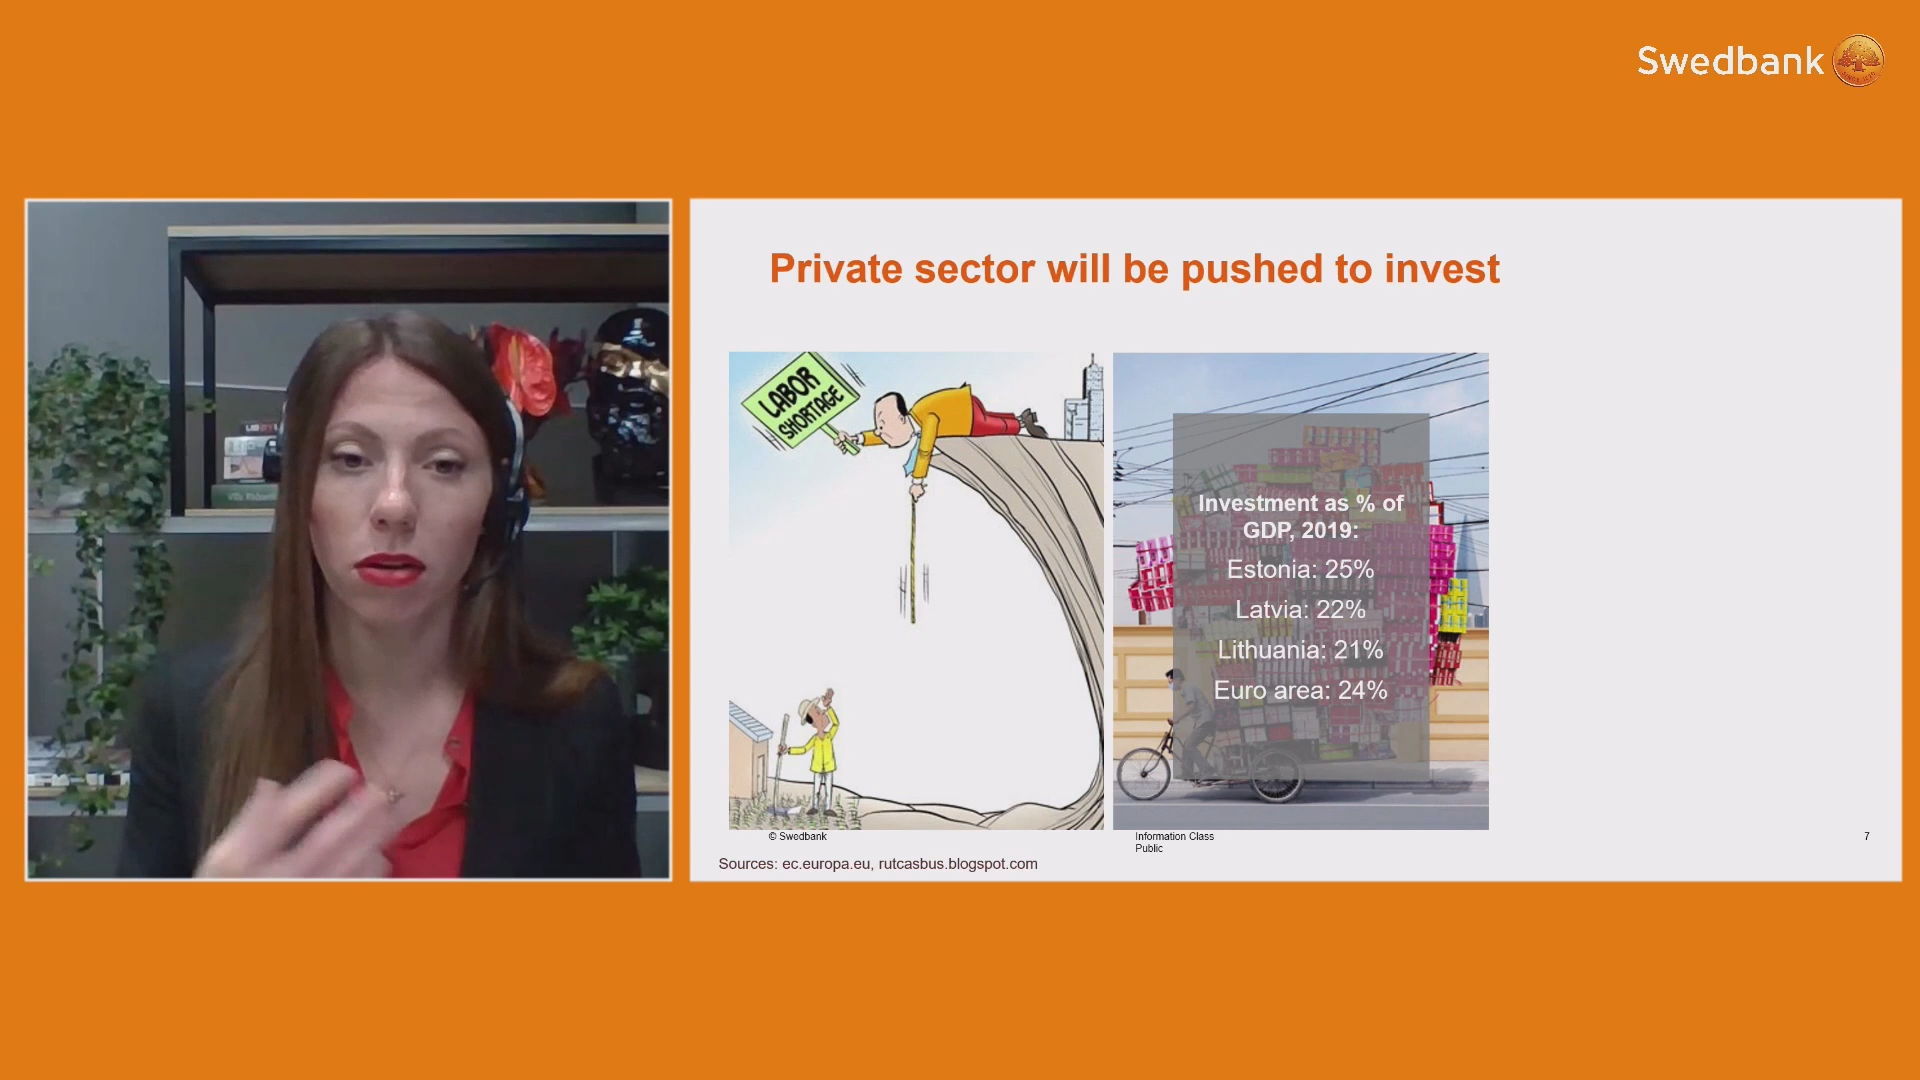 Swedbank
Private sector will be pushed to invest
LABOR
SHORTAGE
Investment as % of
GDP, 2019:
Estonia: 25%
Latvia: 22%
Lithuania: 21%
Euro area: 24%
© Swedbank
Information Class
Public
7
Sources: ec.europa.eu, rutcasbus.blogspot.com